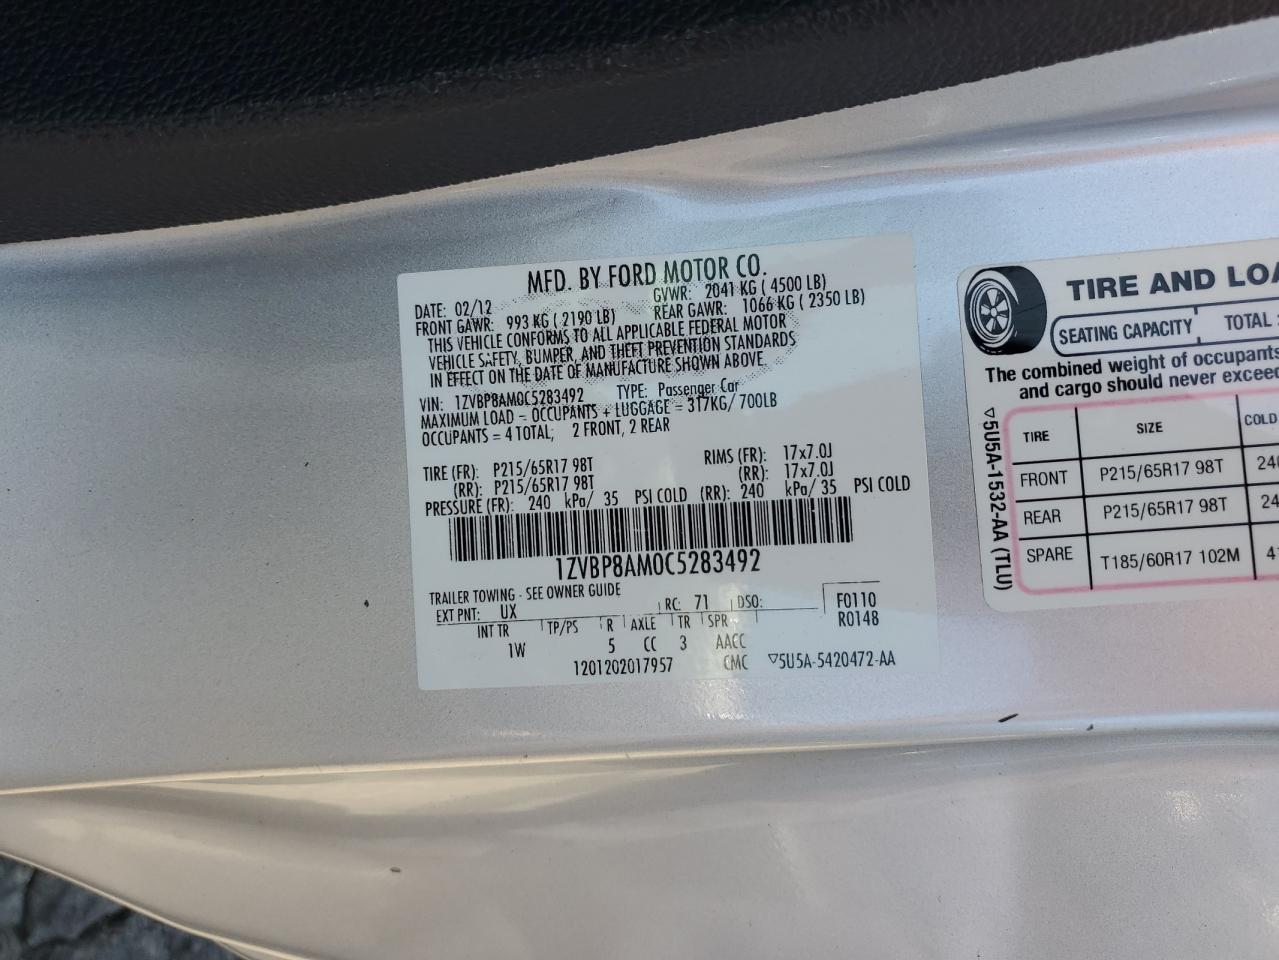 MFD. BY FORD MOTOR CO.
DATE: 02/12 GVWR: 2041 KG ( 4500 LB)
FRONT GAWR: 993 KG ( 2190 LB) REAR GAWR: 1066 KG ( 2350 LB)
THIS VEHICLE CONFORMS TO ALL APPLICABLE FEDERAL MOTOR
VEHICLE SAFETY, BUMPER, AND THEFT PREVENTION STANDARDS
IN EFFECT ON THE DATE OF MANUFACTURE SHOWN ABOVE.
VIN: 1ZVBP8AM0C5283492 TYPE: Passenger Car
MAXIMUM LOAD = OCCUPANTS + LUGGAGE = 317KG/ 700LB
OCCUPANTS = 4 TOTAL; 2 FRONT, 2 REAR
TIRE (FR): P215/65R17 98T RIMS (FR): 17x7.0J
(RR): P215/65R17 98T (RR): 17x7.0J
PRESSURE (FR): 240 kPa/ 35 PSI COLD (RR): 240 kPa/ 35 PSI COLD
1ZVBP8AM0C5283492
TRAILER TOWING - SEE OWNER GUIDE
EXT PNT: UX RC: 71 DSO: F0110
INT TR TP/PS R AXLE TR SPR R0148
1W 5 CC 3 AACC
1201202017957 CMC ▽5U5A-5420472-AA
TIRE AND LOA
SEATING CAPACITY TOTAL
The combined weight of occupants
and cargo should never exceed
TIRE SIZE COLD
FRONT P215/65R17 98T 240
REAR P215/65R17 98T 24
SPARE T185/60R17 102M 4
▽5U5A-1532-AA (TLU)